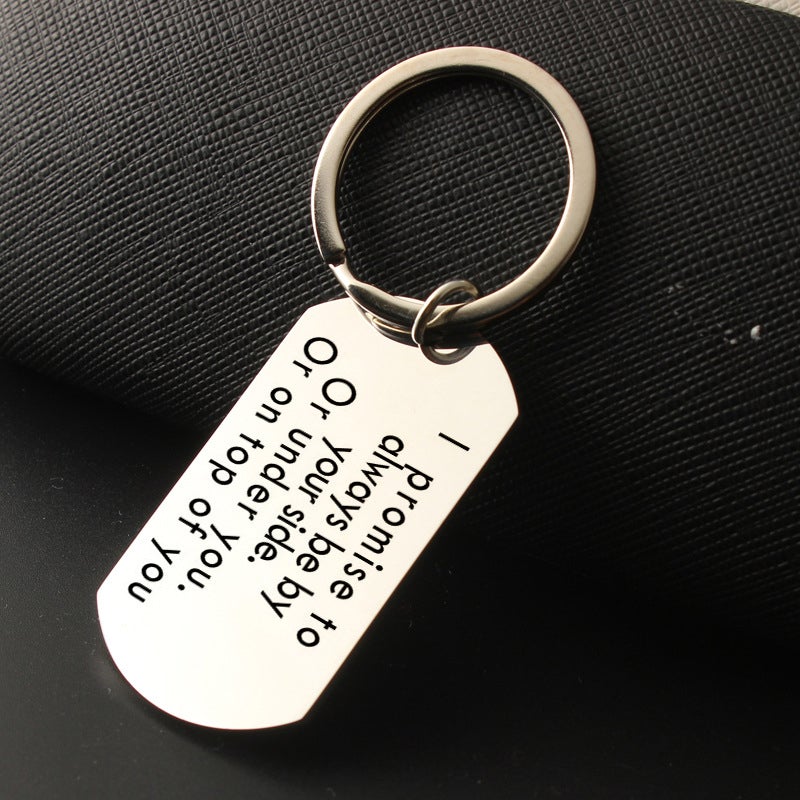 I promise to
always be by
your side.
Or under you.
Or on top of you